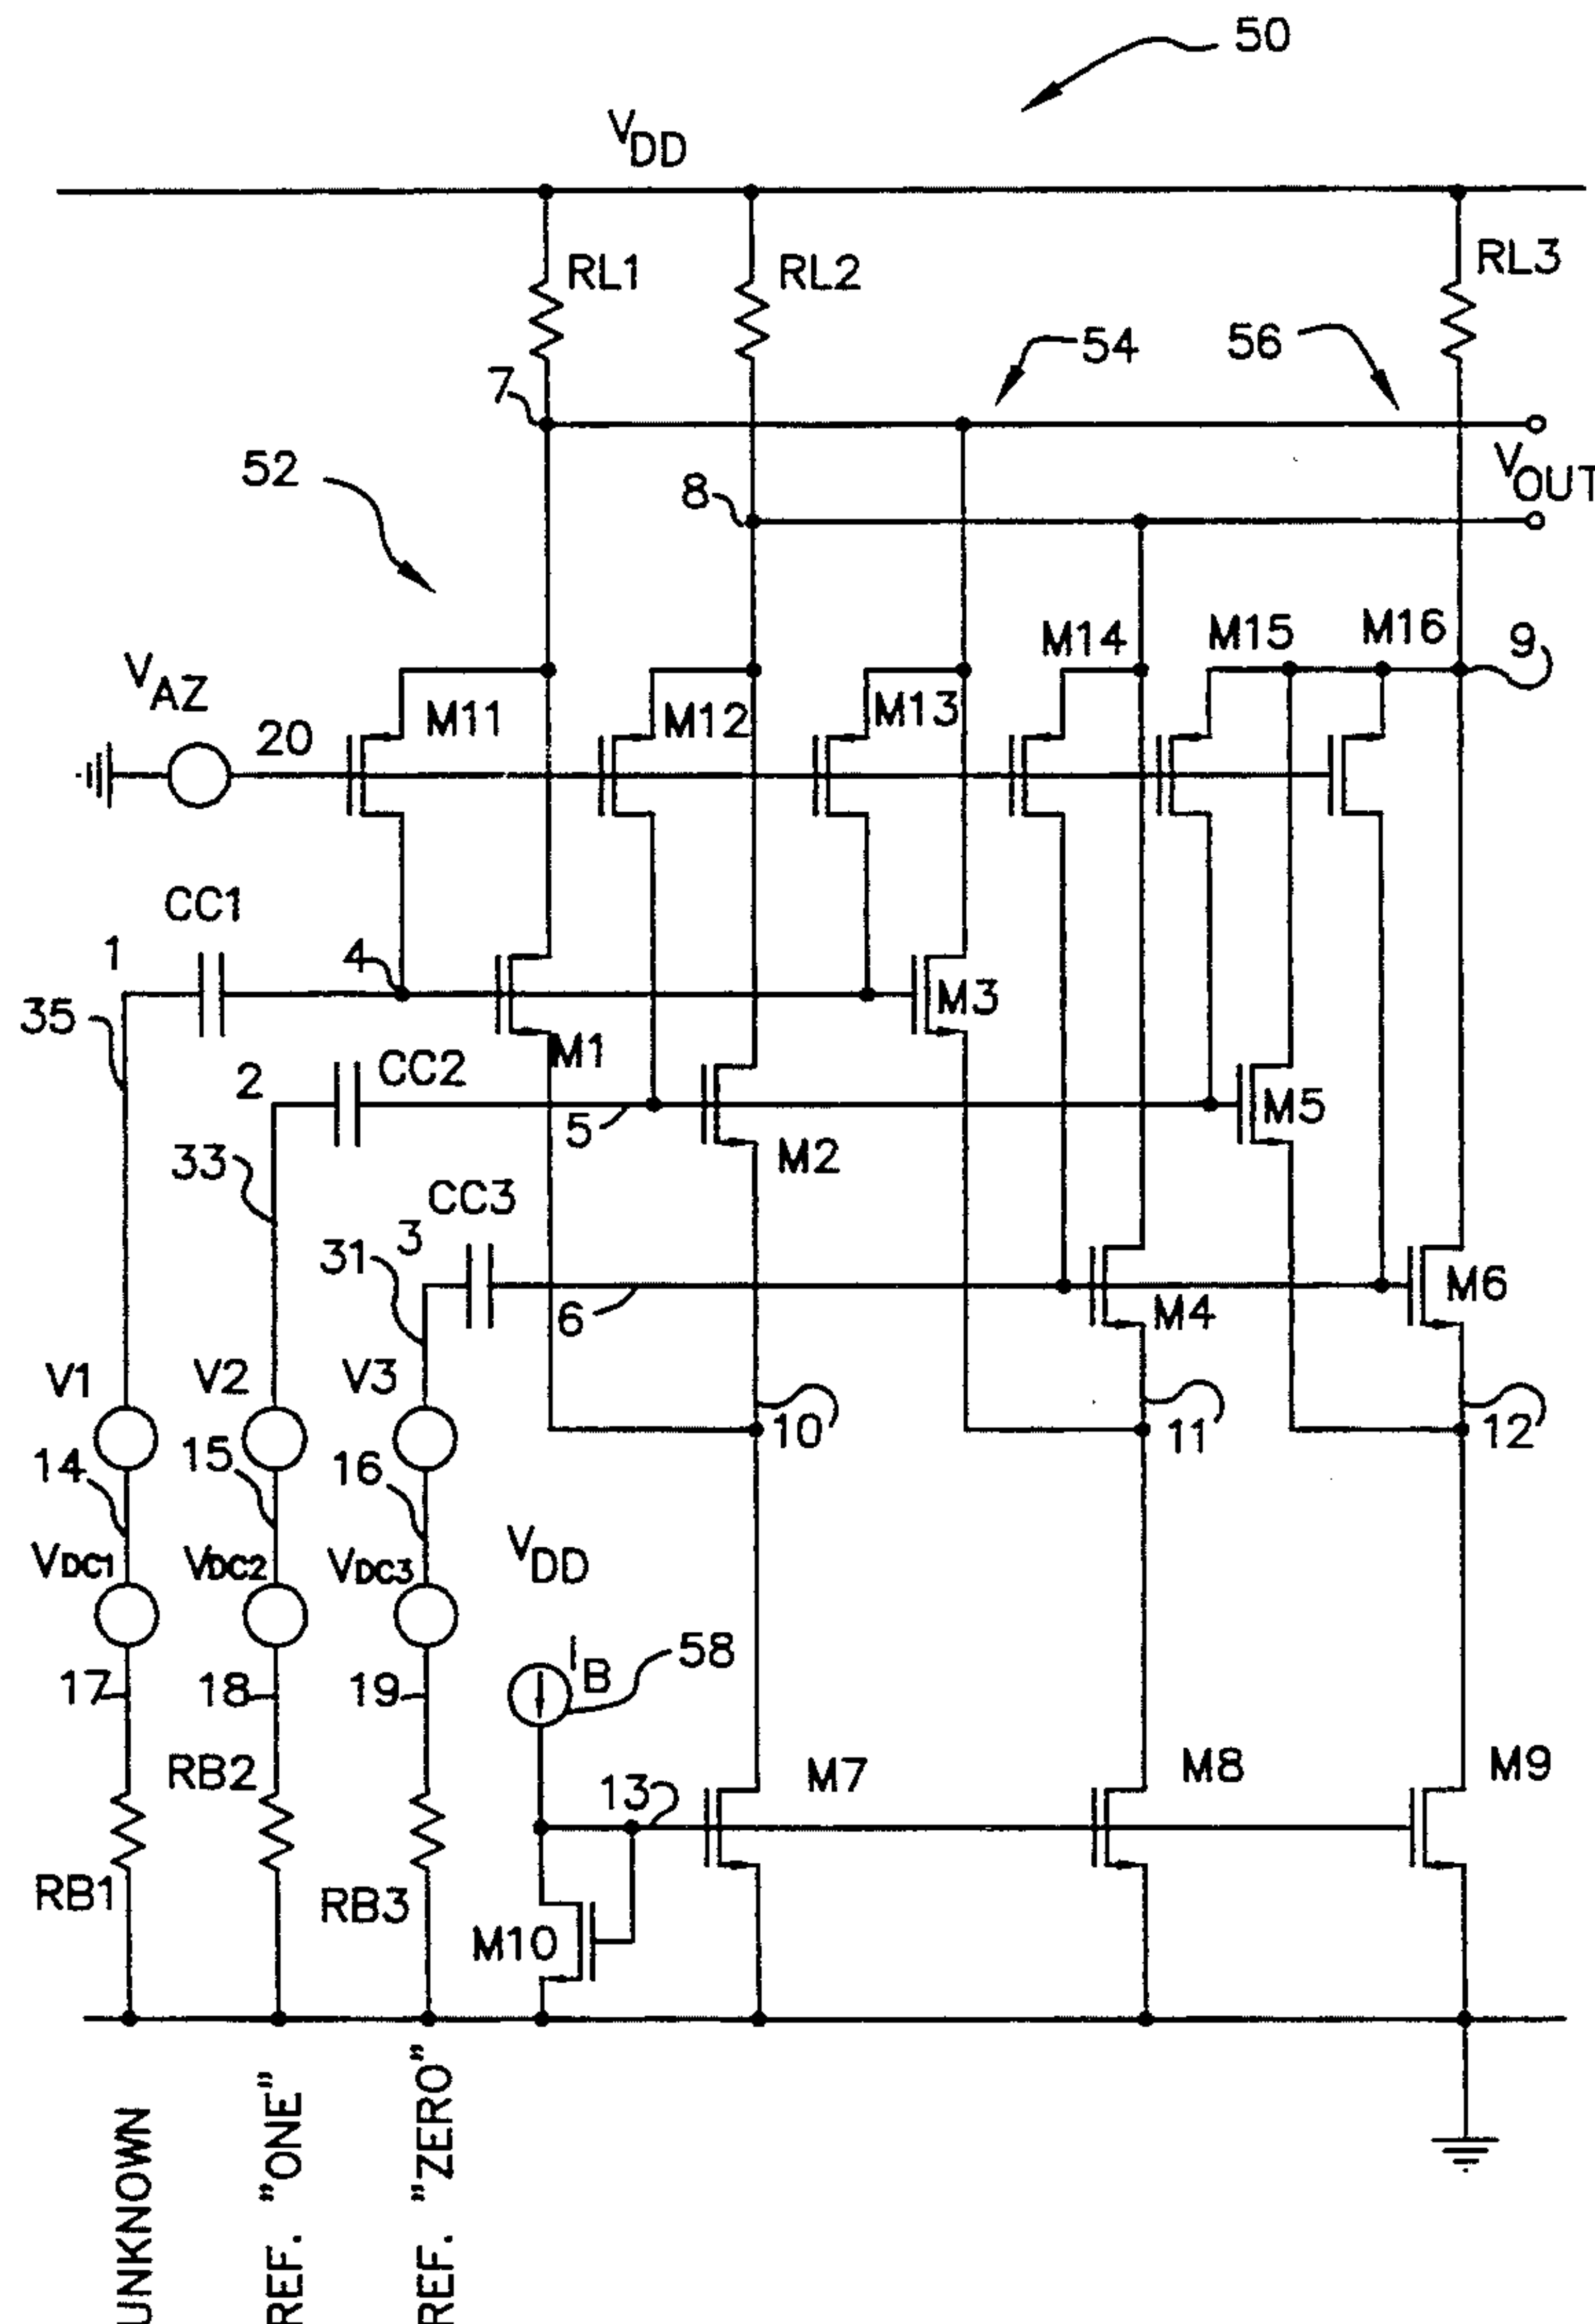 50
VDD
RL1
RL2
RL3
54
56
7
52
8
VOUT
M14
M15
M16
9
VAZ
20
M11
M12
M13
CC1
1
4
35
M3
M1
2
CC2
5
M5
33
M2
CC3
31
3
6
M6
M4
V1
V2
V3
10
11
12
14
15
16
VDC1
VDC2
VDC3
VDD
iB
58
17
18
19
RB2
13
M7
M8
M9
RB1
RB3
M10
UNKNOWN
REF. "ONE"
REF. "ZERO"